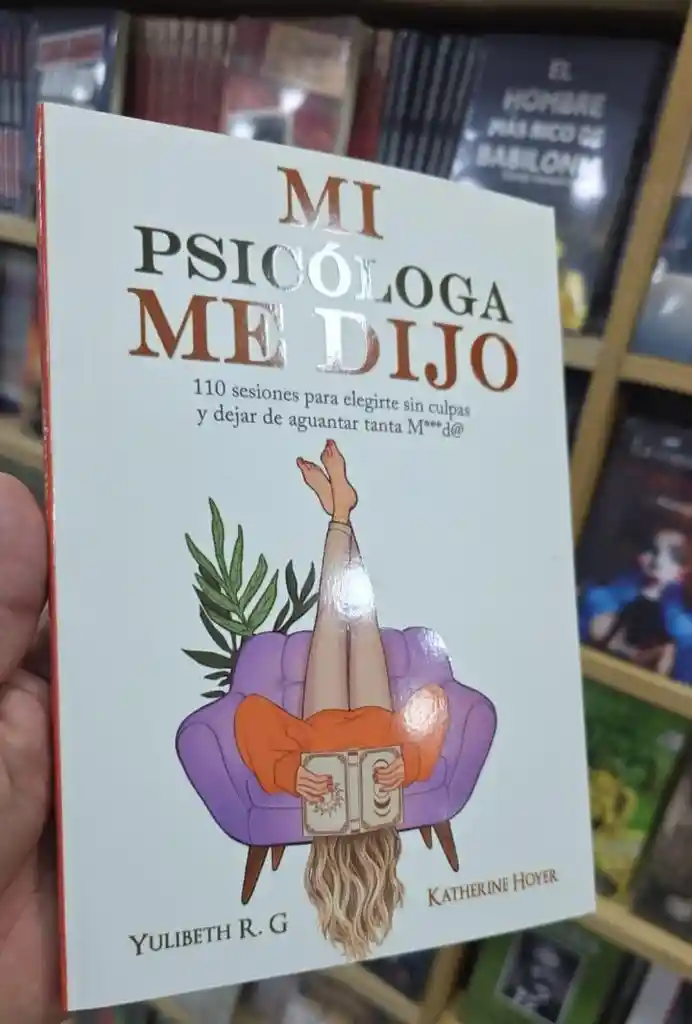 MI
PSICÓLOGA
ME DIJO
110 sesiones para elegirte sin culpas
y dejar de aguantar tanta M***d@
YULIBETH R. G
KATHERINE HOYER
EL
HOMBRE
MÁS RICO DE
BABILONIA